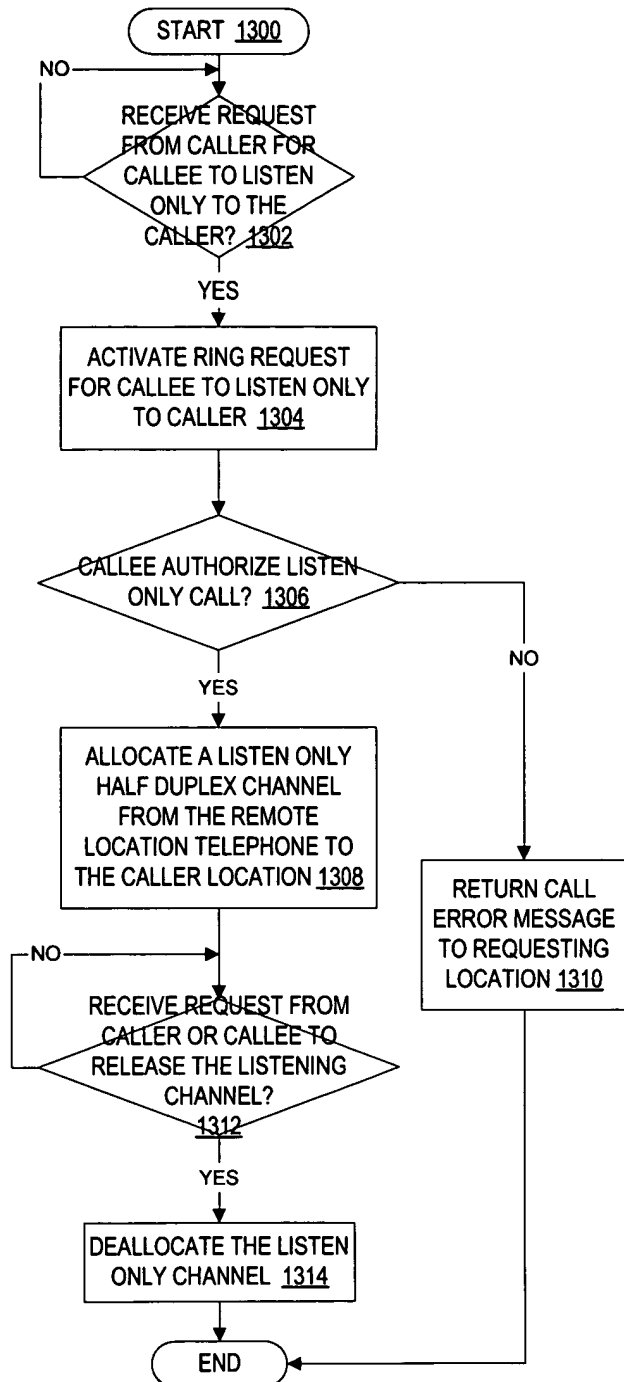 START 1300
NO
RECEIVE REQUEST
FROM CALLER FOR
CALLEE TO LISTEN
ONLY TO THE
CALLER? 1302
YES
ACTIVATE RING REQUEST
FOR CALLEE TO LISTEN ONLY
TO CALLER 1304
CALLEE AUTHORIZE LISTEN
ONLY CALL? 1306
NO
YES
ALLOCATE A LISTEN ONLY
HALF DUPLEX CHANNEL
FROM THE REMOTE
LOCATION TELEPHONE TO
THE CALLER LOCATION 1308
RETURN CALL
ERROR MESSAGE
TO REQUESTING
LOCATION 1310
NO
RECEIVE REQUEST FROM
CALLER OR CALLEE TO
RELEASE THE LISTENING
CHANNEL?
1312
YES
DEALLOCATE THE LISTEN
ONLY CHANNEL 1314
END